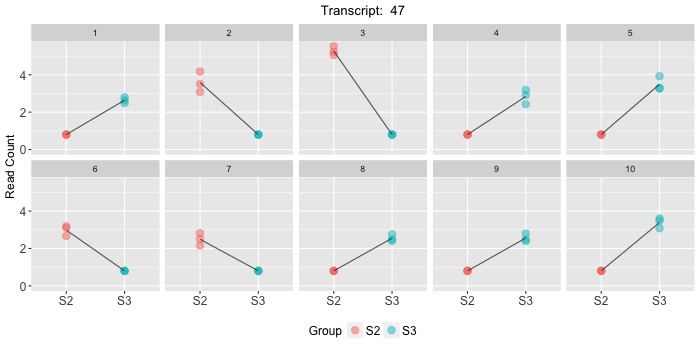 Transcript: 47
1 2 3 4 5
4
2
0
Read Count
6 7 8 9 10
4
2
0
S2 S3 S2 S3 S2 S3 S2 S3 S2 S3
Group S2 S3